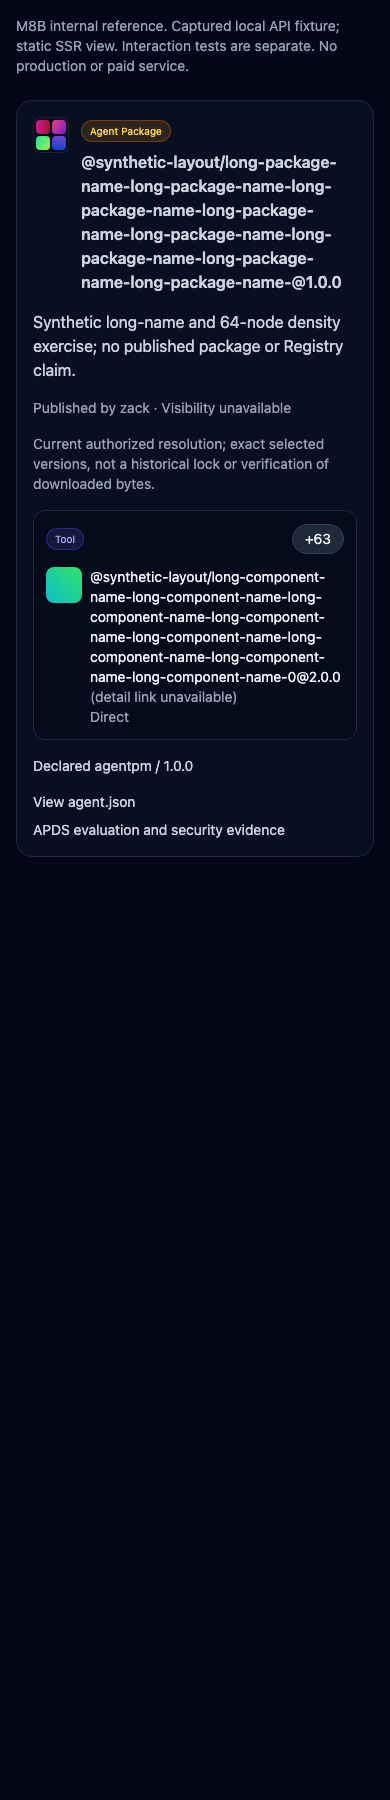 M8B internal reference. Captured local API fixture;
static SSR view. Interaction tests are separate. No
production or paid service.
Agent Package
@synthetic-layout/long-package-
name-long-package-name-long-
package-name-long-package-
name-long-package-name-long-
package-name-long-package-
name-long-package-name-@1.0.0
Synthetic long-name and 64-node density
exercise; no published package or Registry
claim.
Published by zack · Visibility unavailable
Current authorized resolution; exact selected
versions, not a historical lock or verification of
downloaded bytes.
Tool
+63
@synthetic-layout/long-component-
name-long-component-name-long-
component-name-long-component-
name-long-component-name-long-
component-name-long-component-
name-long-component-name-0@2.0.0
(detail link unavailable)
Direct
Declared agentpm / 1.0.0
View agent.json
APDS evaluation and security evidence